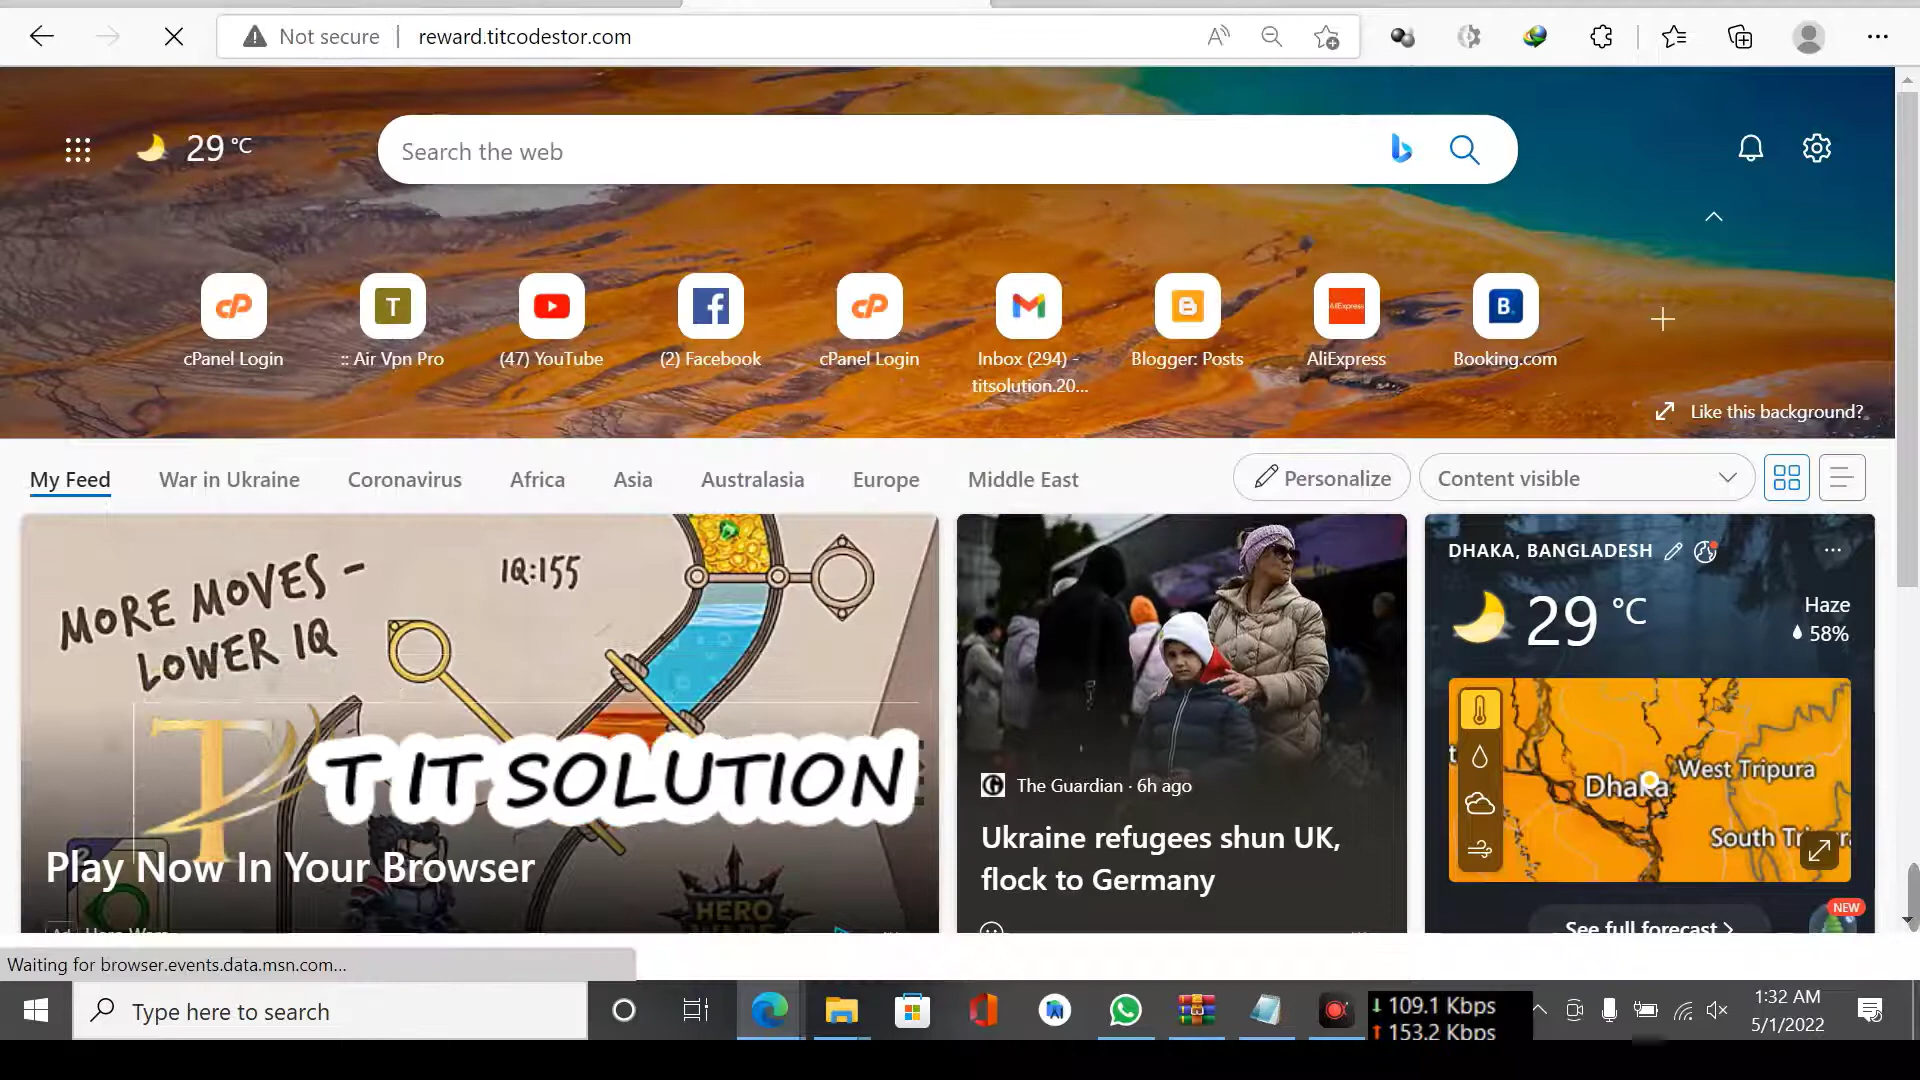 Not secure
reward.titcodestor.com
29 °C
Search the web
cPanel Login
:: Air Vpn Pro
(47) YouTube
(2) Facebook
cPanel Login
Inbox (294) -
titsolution.20...
Blogger: Posts
AliExpress
AliExpress
Booking.com
Like this background?
My Feed
War in Ukraine
Coronavirus
Africa
Asia
Australasia
Europe
Middle East
Personalize
Content visible
MORE MOVES -
LOWER IQ
IQ:155
T IT SOLUTION
Play Now In Your Browser
HERO
The Guardian · 6h ago
Ukraine refugees shun UK,
flock to Germany
DHAKA, BANGLADESH
29 °C
Haze
58%
Dhaka
West Tripura
South
See full forecast
NEW
Waiting for browser.events.data.msn.com...
Type here to search
↓ 109.1 Kbps
↑ 153.2 Kbps
1:32 AM
5/1/2022